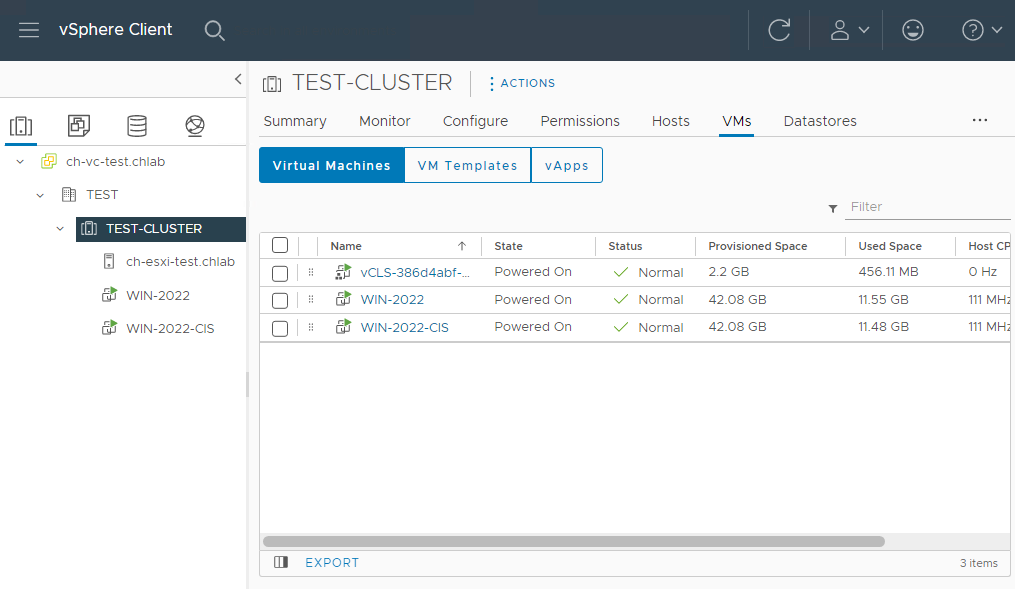 vSphere Client
TEST-CLUSTER
ACTIONS
Summary Monitor Configure Permissions Hosts VMs Datastores ...
ch-vc-test.chlab
TEST
TEST-CLUSTER
ch-esxi-test.chlab
WIN-2022
WIN-2022-CIS
Virtual Machines VM Templates vApps
Filter
Name State Status Provisioned Space Used Space Host CP
vCLS-386d4abf-... Powered On Normal 2.2 GB 456.11 MB 0 Hz
WIN-2022 Powered On Normal 42.08 GB 11.55 GB 111 MHz
WIN-2022-CIS Powered On Normal 42.08 GB 11.48 GB 111 MHz
EXPORT 3 items